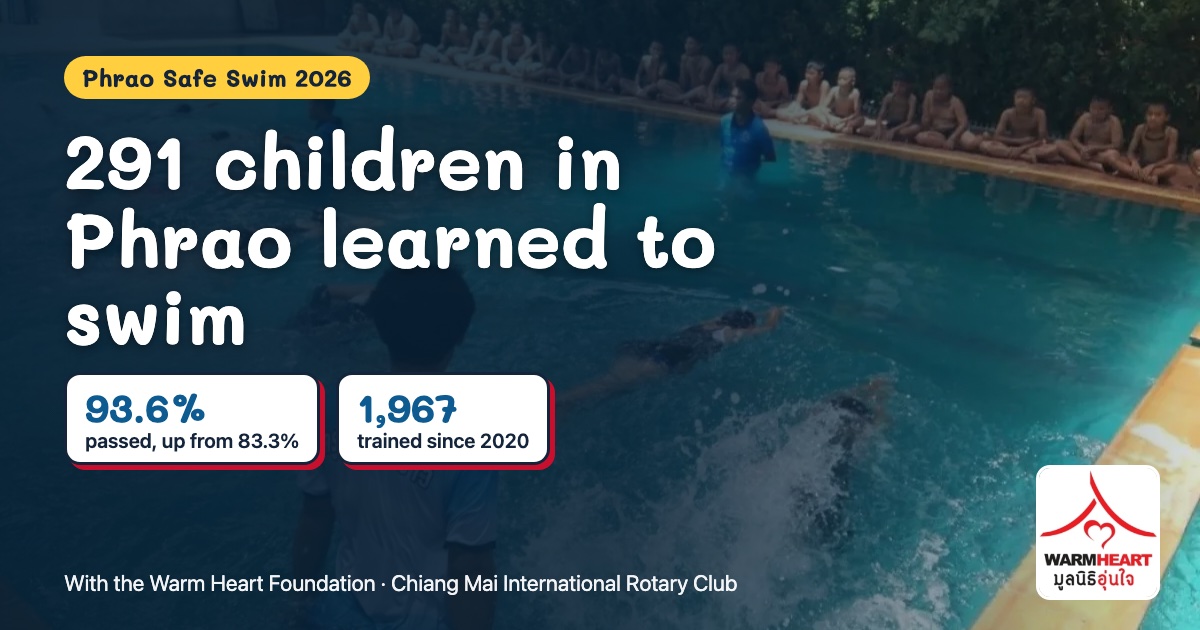 Phrao Safe Swim 2026
291 children in
Phrao learned to
swim
93.6%
passed, up from 83.3%
1,967
trained since 2020
With the Warm Heart Foundation · Chiang Mai International Rotary Club
WARMHEART
มูลนิธิอุ่นใจ